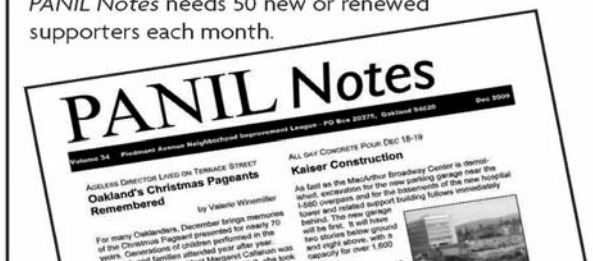 PANIL Notes needs 50 new or renewed
supporters each month.
PANIL Notes
Volume 34 Piedmont Avenue Neighborhood Improvement League - PO Box 20375, Oakland 94620 Dec 2009
AGELESS DIRECTOR LIVED ON TERRACE STREET
Oakland's Christmas Pageants
Remembered
by Valerie Winemiller
For many Oaklanders, December brings memories
of the Christmas Pageant presented for nearly 70
years. Generations of children performed in the
and families attended year after year.
Margaret Callanan was
she took
ALL DAY CONCRETE POUR DEC 18-19
Kaiser Construction
As fast as the MacArthur Broadway Center is demol-
ished, excavation for the new parking garage near the
I-580 overpass and for the basements of the new hospital
tower and related support building follows immediately
behind. The new garage
will be first. It will have
two stories below ground
and eight above, with a
capacity for over 1,600